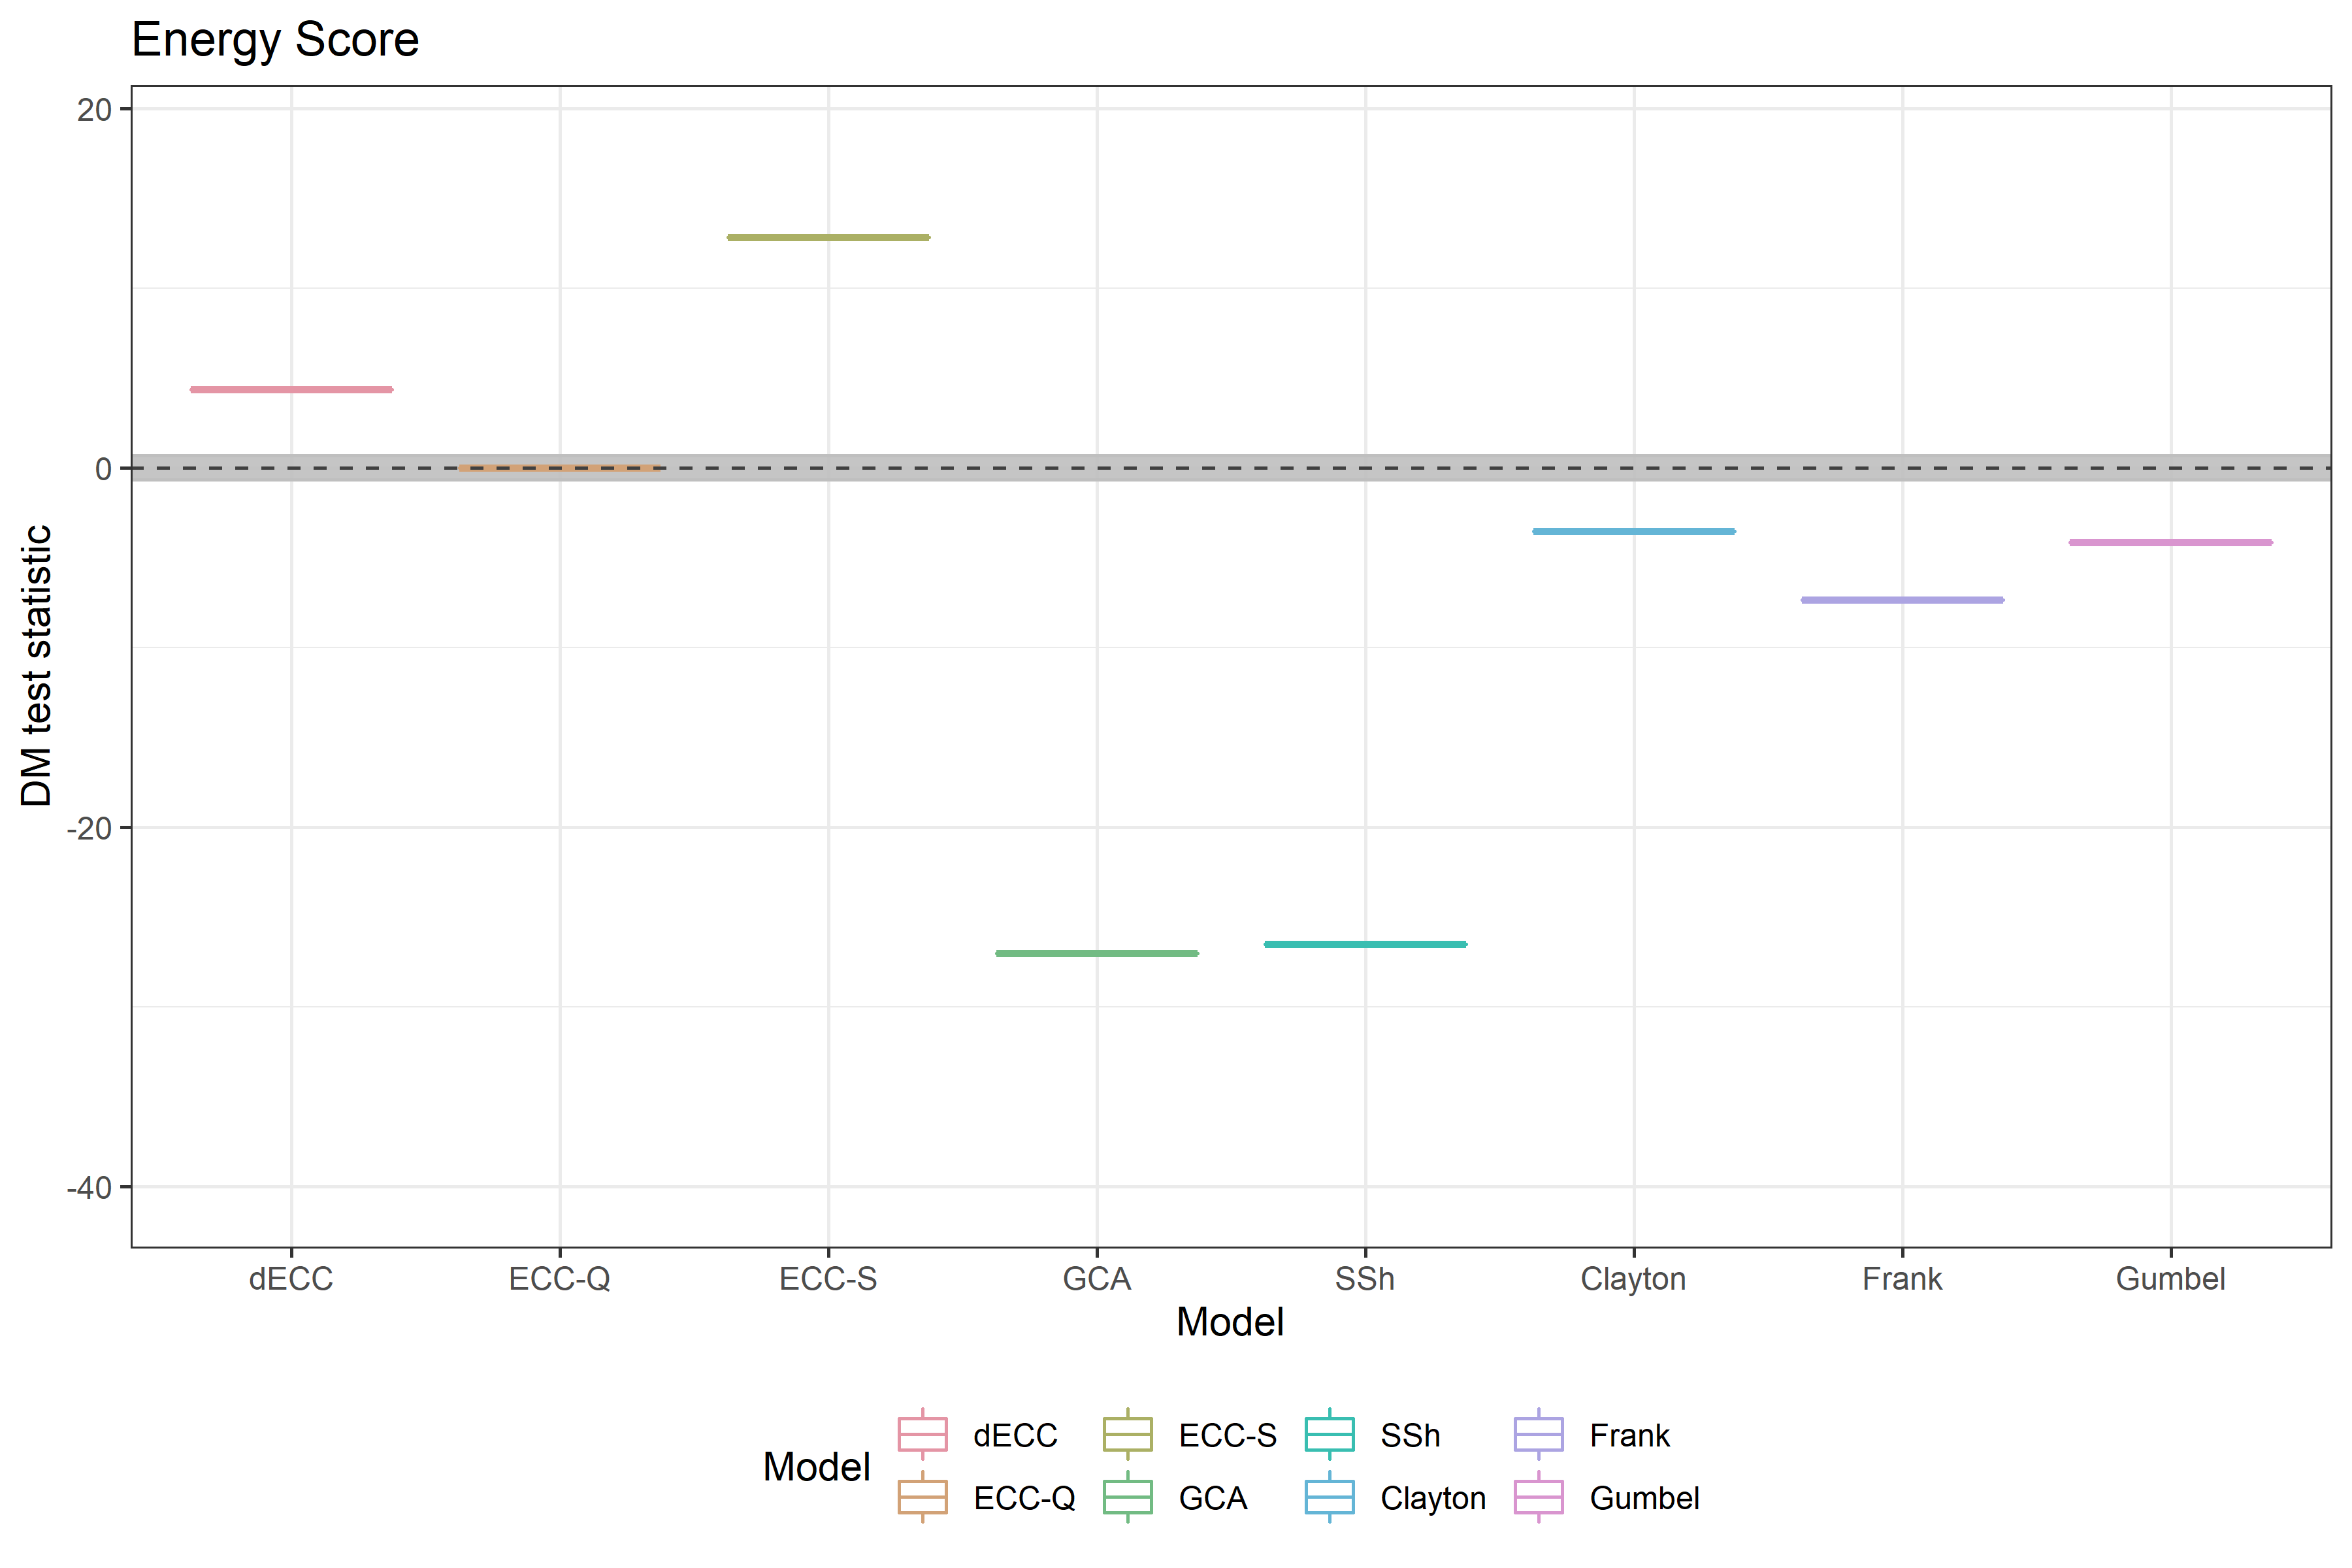 Energy Score
20
0
-20
-40
DM test statistic
dECC ECC-Q ECC-S GCA SSh Clayton Frank Gumbel
Model
Model
dECC ECC-S SSh Frank
ECC-Q GCA Clayton Gumbel